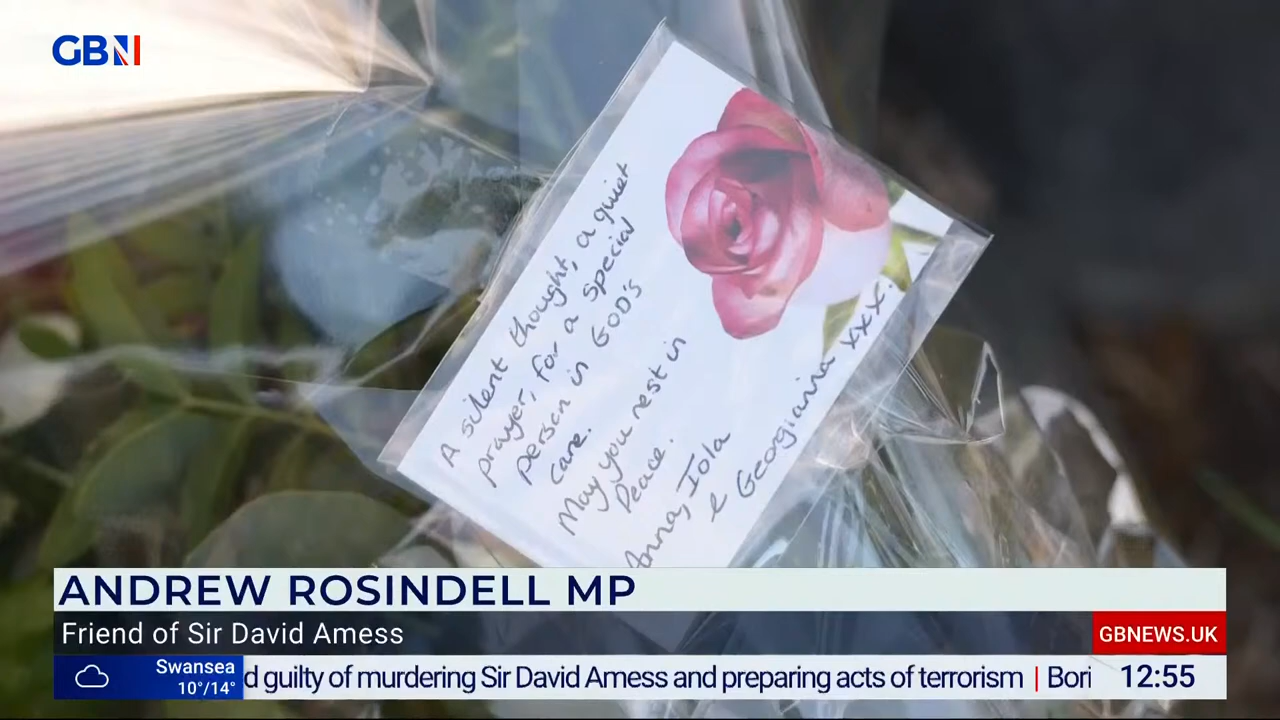 GBN
A silent thought, a quiet
prayer, for a special
person in GOD's
care.
May you rest in
Peace.
Anna, Iola
e Georgianna xxx.
ANDREW ROSINDELL MP
Friend of Sir David Amess
GBNEWS.UK
Swansea
10°/14°
d guilty of murdering Sir David Amess and preparing acts of terrorism | Bori
12:55